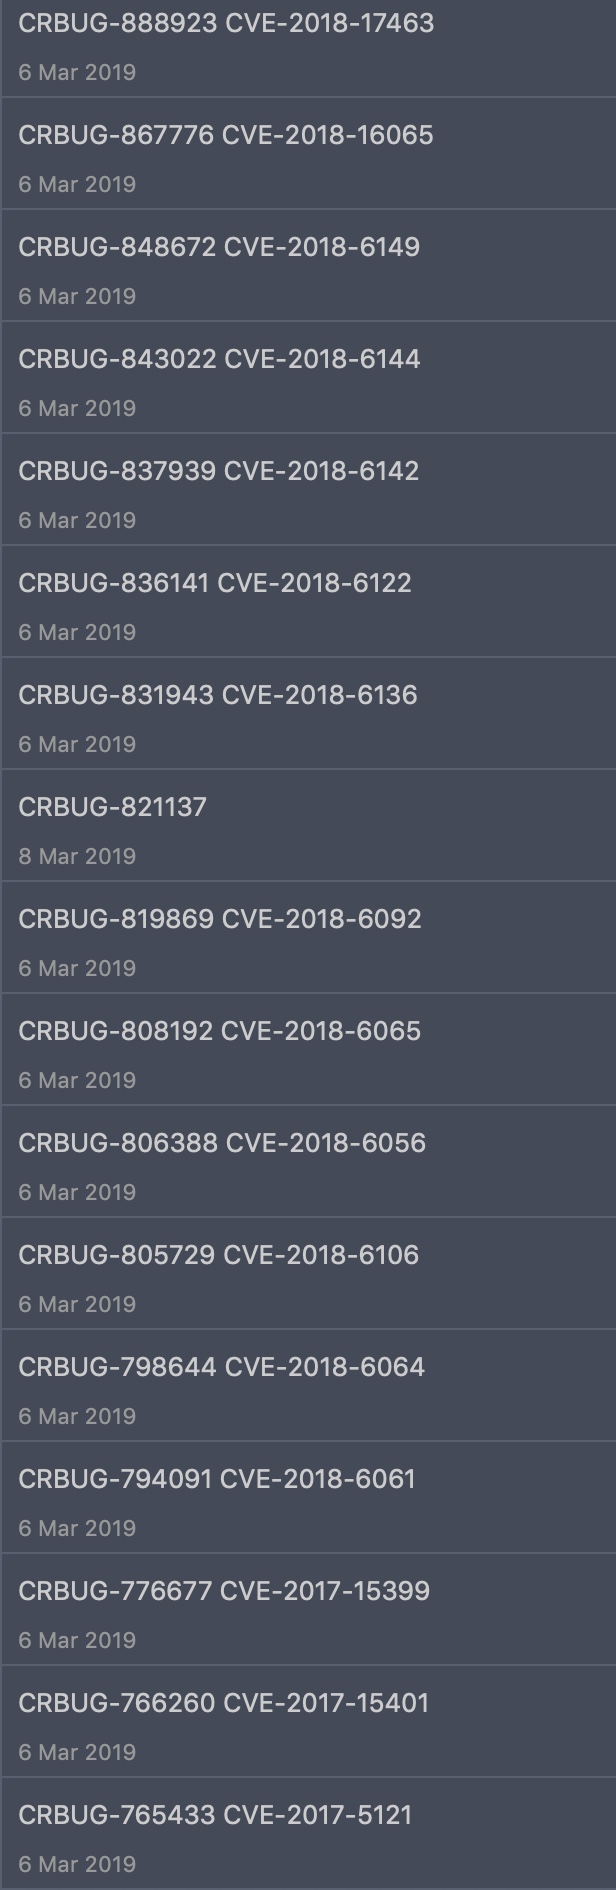 CRBUG-888923 CVE-2018-17463
6 Mar 2019
CRBUG-867776 CVE-2018-16065
6 Mar 2019
CRBUG-848672 CVE-2018-6149
6 Mar 2019
CRBUG-843022 CVE-2018-6144
6 Mar 2019
CRBUG-837939 CVE-2018-6142
6 Mar 2019
CRBUG-836141 CVE-2018-6122
6 Mar 2019
CRBUG-831943 CVE-2018-6136
6 Mar 2019
CRBUG-821137
8 Mar 2019
CRBUG-819869 CVE-2018-6092
6 Mar 2019
CRBUG-808192 CVE-2018-6065
6 Mar 2019
CRBUG-806388 CVE-2018-6056
6 Mar 2019
CRBUG-805729 CVE-2018-6106
6 Mar 2019
CRBUG-798644 CVE-2018-6064
6 Mar 2019
CRBUG-794091 CVE-2018-6061
6 Mar 2019
CRBUG-776677 CVE-2017-15399
6 Mar 2019
CRBUG-766260 CVE-2017-15401
6 Mar 2019
CRBUG-765433 CVE-2017-5121
6 Mar 2019